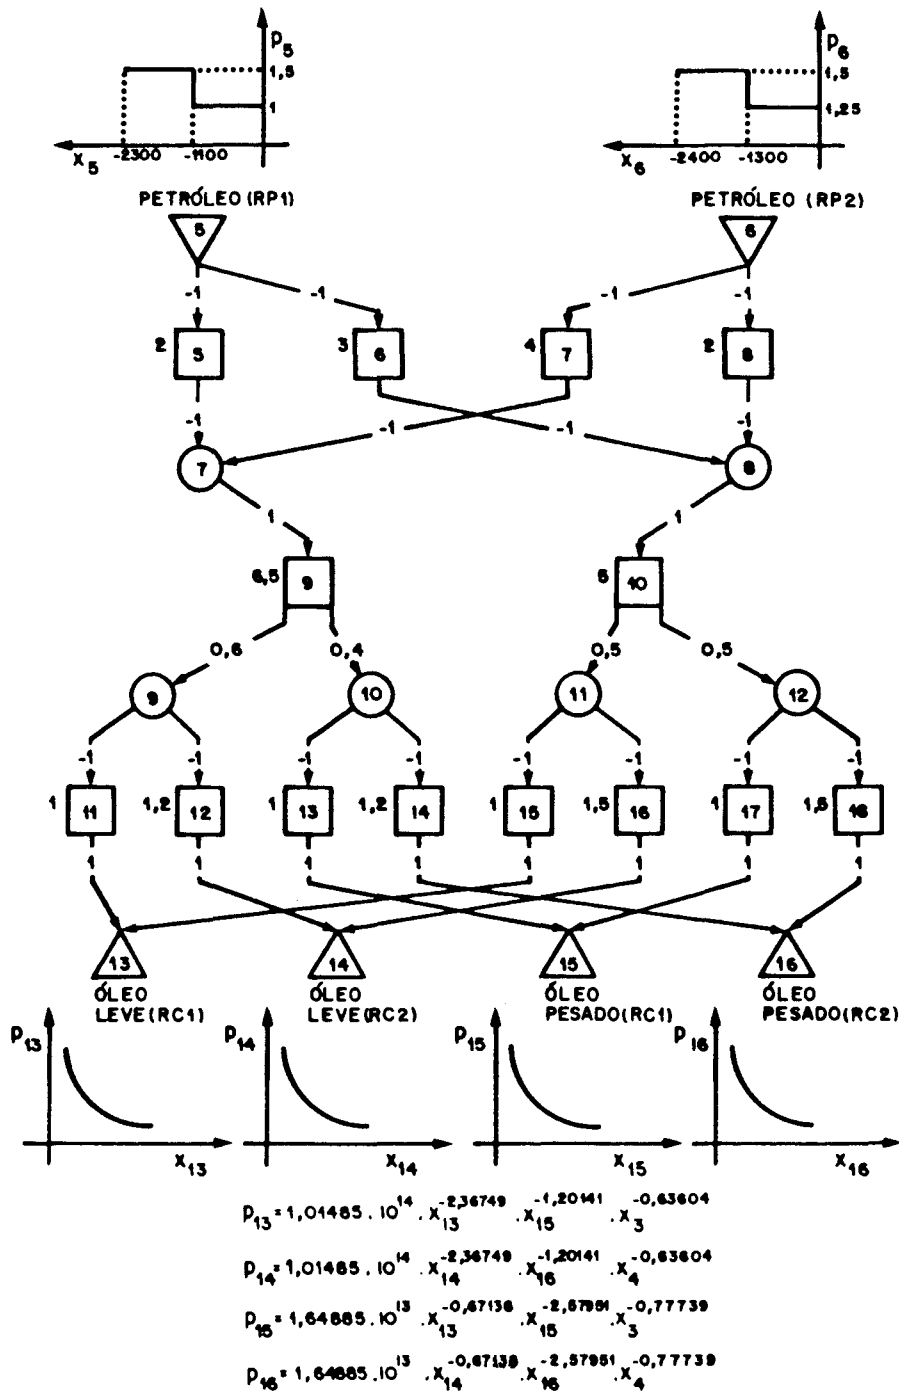 P5 P6
1,5 1,5
1 1,25
X5 -2300 -1100 X6 -2400 -1300
PETRÓLEO (RP1) PETRÓLEO (RP2)
5 6
-1 -1 -1 -1
2 5 3 6 4 7 2 8
-1 -1 -1 -1
7 8
1 1
6,5 9 5 10
0,6 0,4 0,5 0,5
9 10 11 12
-1 -1 -1 -1 -1 -1 -1 -1
1 11 1,2 12 1 13 1,2 14 1 15 1,5 16 1 17 1,5 18
1 1 1 1 1 1 1 1
13 14 15 16
ÓLEO ÓLEO ÓLEO ÓLEO
LEVE(RC1) LEVE(RC2) PESADO(RC1) PESADO(RC2)
P13 P14 P15 P16
X13 X14 X15 X16
P13 = 1,01485.10^14 .X13^-2,36749 .X15^-1,20141 .X3^-0,63604
P14 = 1,01485.10^14 .X14^-2,36749 .X16^-1,20141 .X4^-0,63604
P15 = 1,64885.10^13 .X13^-0,67138 .X15^-2,57951 .X3^-0,77739
P16 = 1,64885.10^13 .X14^-0,67138 .X16^-2,57951 .X4^-0,77739